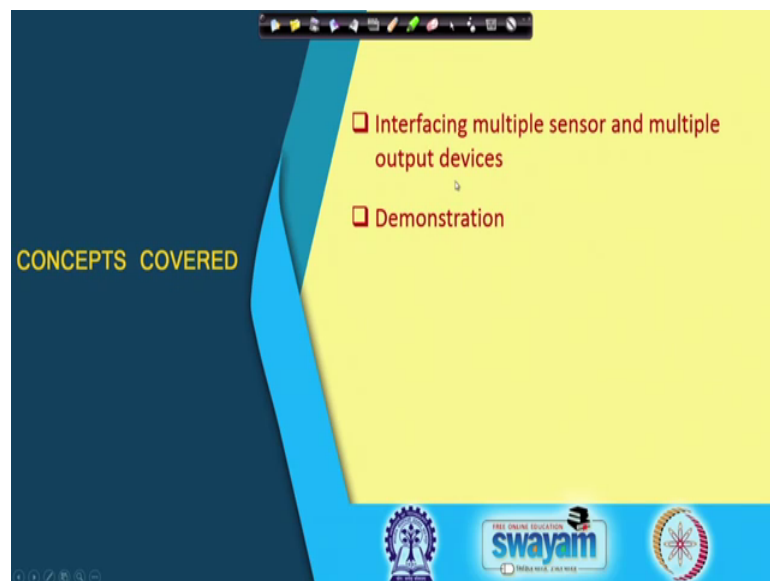 Interfacing multiple sensor and multiple
output devices
Demonstration
CONCEPTS COVERED
FREE ONLINE EDUCATION
swayam